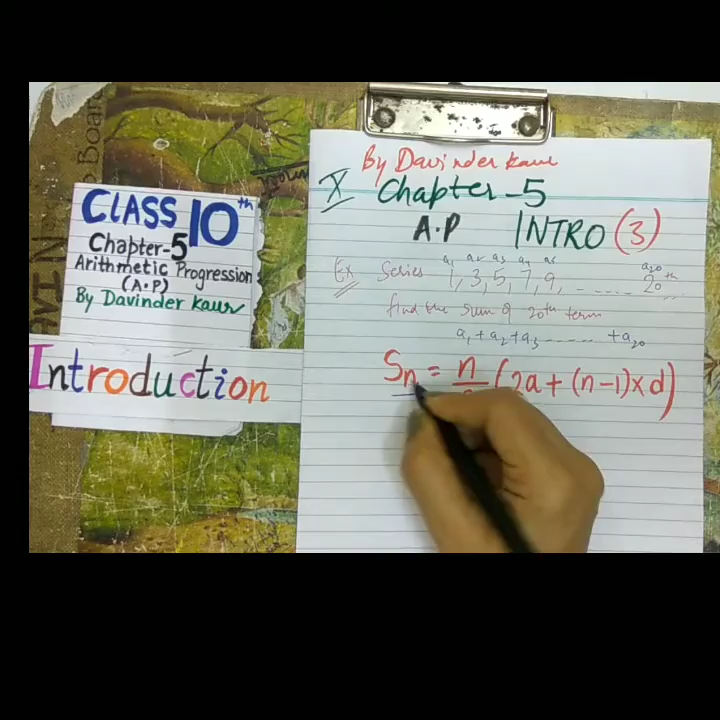 CLASS 10th
Chapter-5
Arithmetic Progression
(A.P)
By Davinder Kaur
Introduction
By Davinder Kaur
X Chapter-5
A.P INTRO (3)
a1 a2 a3 a4 a5 a20
Ex Series 1, 3, 5, 7, 9, ------- 20th
find the sum of 20th term
a1 + a2 + a3 ------ + a20
Sn = n (2a + (n-1) x d)